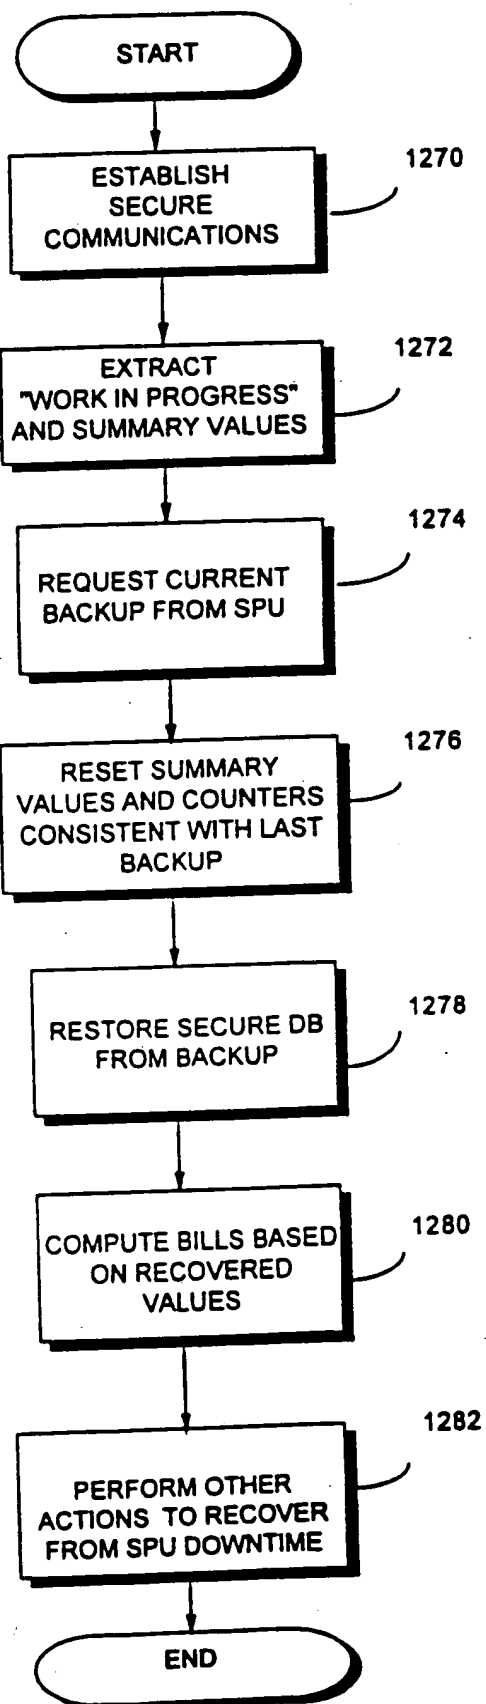 START
1270
ESTABLISH
SECURE
COMMUNICATIONS
1272
EXTRACT
"WORK IN PROGRESS"
AND SUMMARY VALUES
1274
REQUEST CURRENT
BACKUP FROM SPU
1276
RESET SUMMARY
VALUES AND COUNTERS
CONSISTENT WITH LAST
BACKUP
1278
RESTORE SECURE DB
FROM BACKUP
1280
COMPUTE BILLS BASED
ON RECOVERED
VALUES
1282
PERFORM OTHER
ACTIONS TO RECOVER
FROM SPU DOWNTIME
END